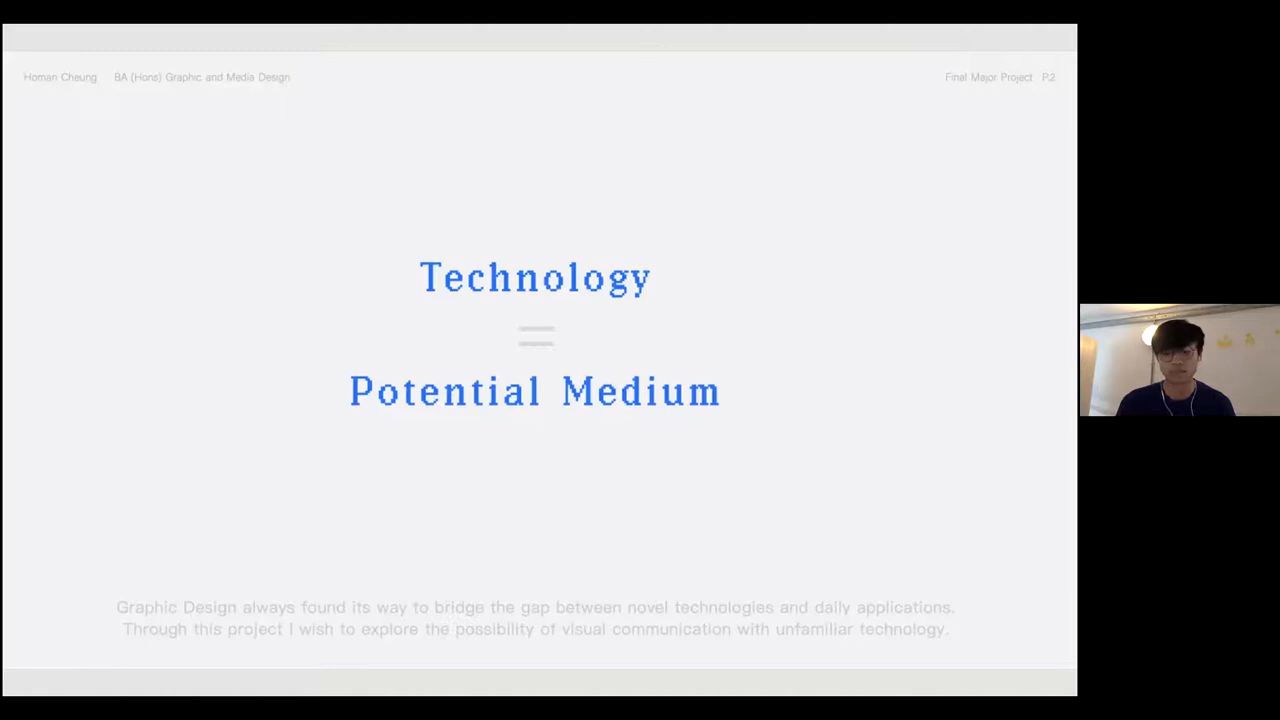 Homan Cheung BA (Hons) Graphic and Media Design Final Major Project P.2
Technology
=
Potential Medium
Graphic Design always found its way to bridge the gap between novel technologies and daily applications.
Through this project I wish to explore the possibility of visual communication with unfamiliar technology.